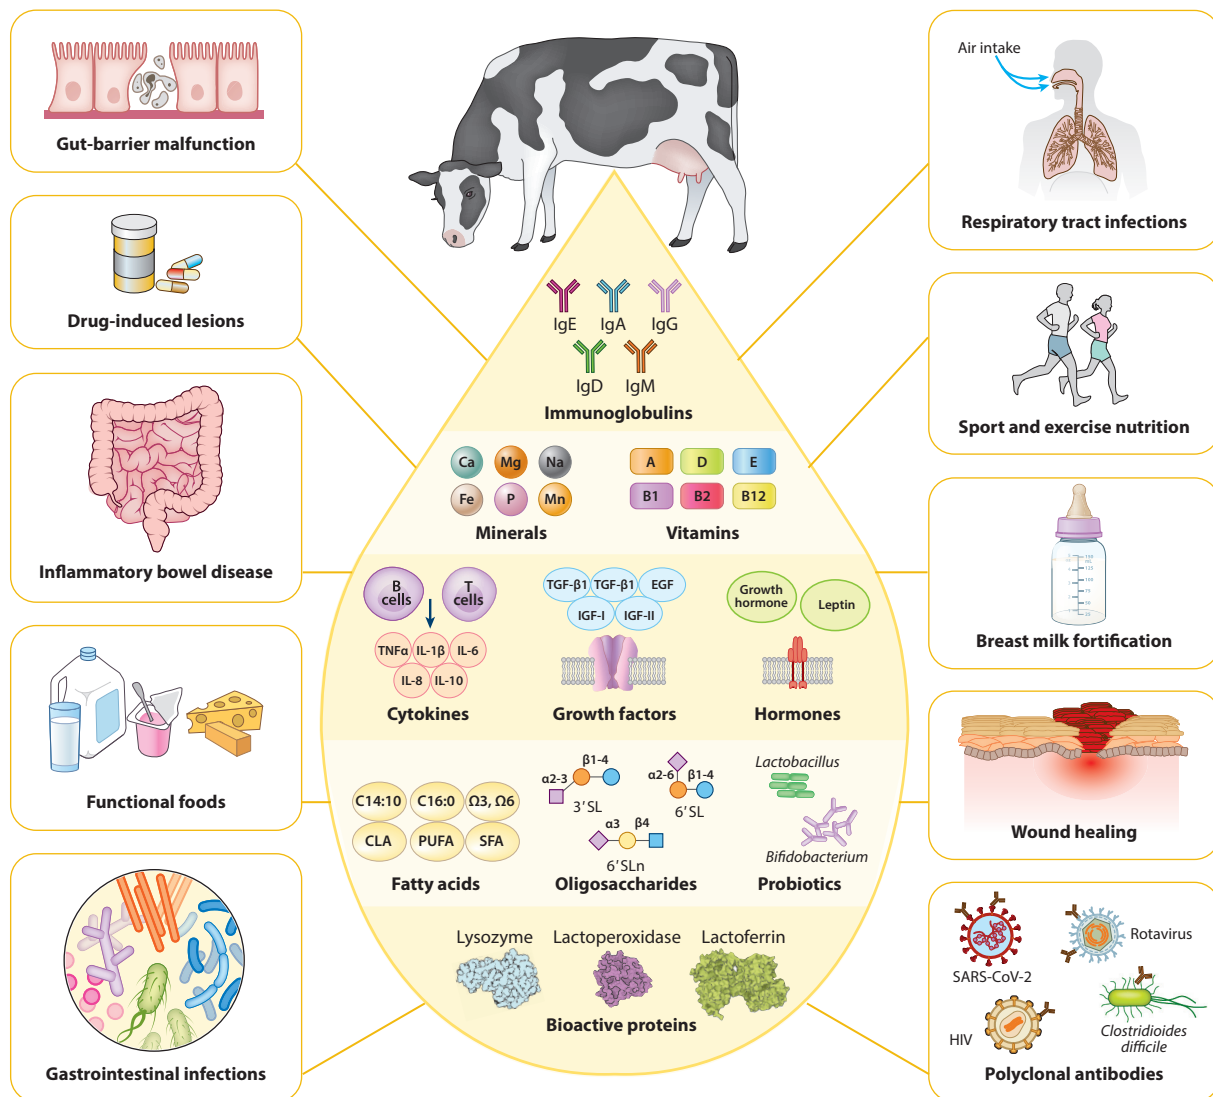 Gut-barrier malfunction
Drug-induced lesions
Inflammatory bowel disease
Functional foods
Gastrointestinal infections
IgE IgA IgG
IgD IgM
Immunoglobulins
Ca Mg Na
Fe P Mn
Minerals
A D E
B1 B2 B12
Vitamins
B
cells
T
cells
TNFα IL-1β IL-6
IL-8 IL-10
Cytokines
TGF-β1 TGF-β1 EGF
IGF-I IGF-II
Growth factors
Growth
hormone
Leptin
Hormones
C14:10 C16:0 Ω3, Ω6
CLA PUFA SFA
Fatty acids
α2-3 β1-4
3′SL
α2-6 β1-4
6′SL
α3 β4
6′SLn
Oligosaccharides
Lactobacillus
Bifidobacterium
Probiotics
Lysozyme Lactoperoxidase Lactoferrin
Bioactive proteins
Air intake
Respiratory tract infections
Sport and exercise nutrition
Breast milk fortification
Wound healing
SARS-CoV-2
Rotavirus
HIV
Clostridioides
difficile
Polyclonal antibodies